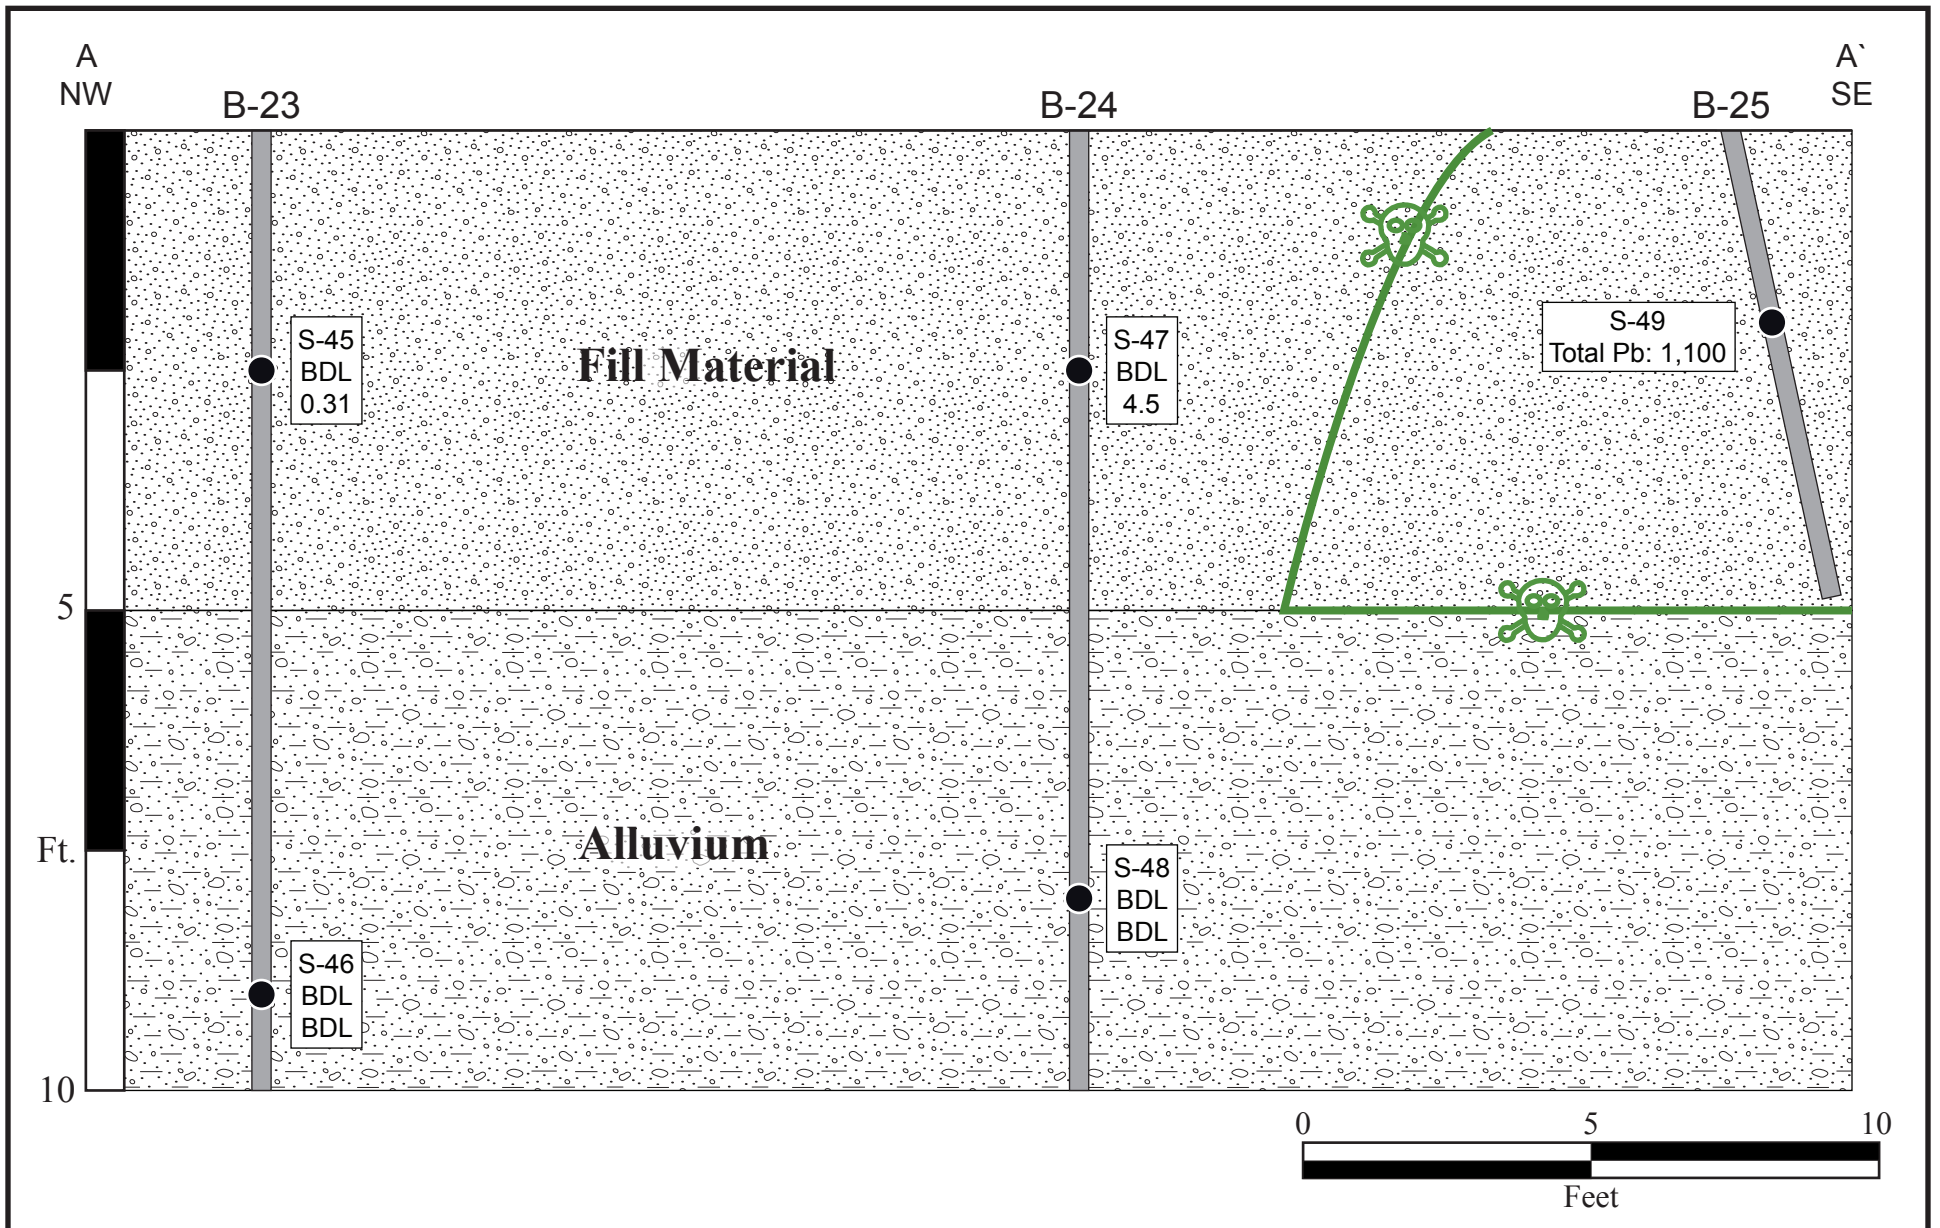 A
NW
A`
SE
B-23
B-24
B-25
S-45
BDL
0.31
Fill Material
S-47
BDL
4.5
S-49
Total Pb: 1,100
5
Ft.
Alluvium
S-48
BDL
BDL
S-46
BDL
BDL
10
0 5 10
Feet